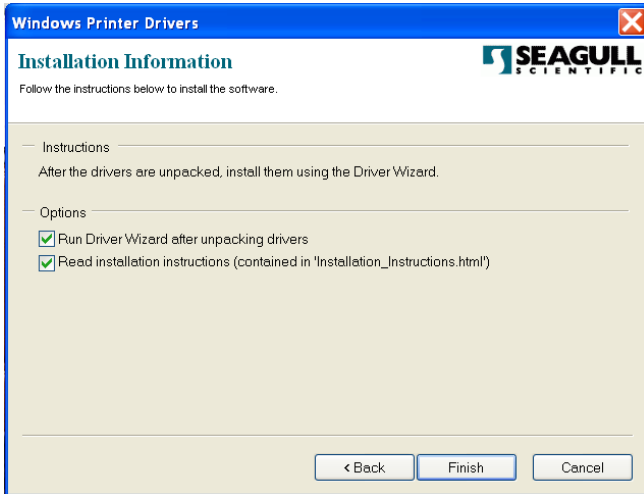 Windows Printer Drivers
Installation Information
SEAGULL
SCIENTIFIC
Follow the instructions below to install the software.
Instructions
After the drivers are unpacked, install them using the Driver Wizard.
Options
Run Driver Wizard after unpacking drivers
Read installation instructions (contained in 'Installation_Instructions.html')
< Back Finish Cancel